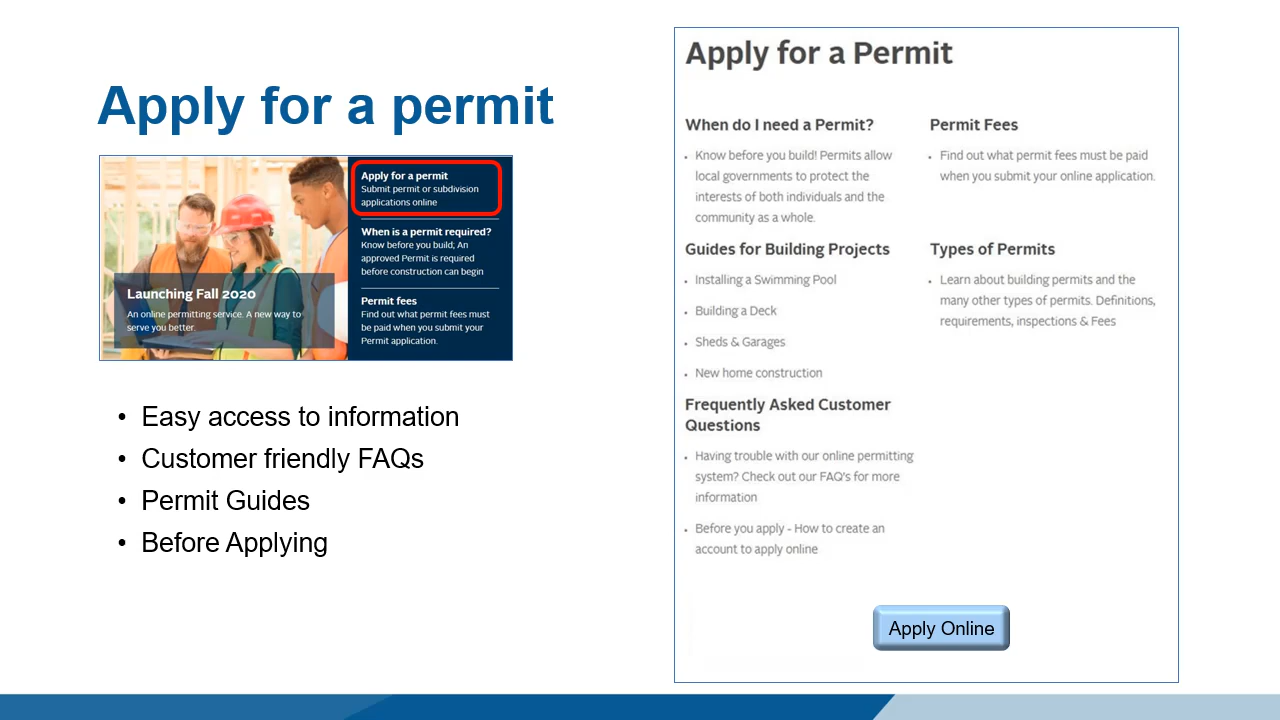 Apply for a permit
Apply for a permit
Submit permit or subdivision
applications online
When is a permit required?
Know before you build; An
approved Permit is required
before construction can begin
Permit fees
Find out what permit fees must
be paid when you submit your
Permit application.
Launching Fall 2020
An online permitting service. A new way to
serve you better.
• Easy access to information
• Customer friendly FAQs
• Permit Guides
• Before Applying
Apply for a Permit
When do I need a Permit?
• Know before you build! Permits allow
local governments to protect the
interests of both individuals and the
community as a whole.
Permit Fees
• Find out what permit fees must be paid
when you submit your online application.
Guides for Building Projects
• Installing a Swimming Pool
• Building a Deck
• Sheds & Garages
• New home construction
Types of Permits
• Learn about building permits and the
many other types of permits. Definitions,
requirements, inspections & Fees
Frequently Asked Customer
Questions
• Having trouble with our online permitting
system? Check out our FAQ's for more
information
• Before you apply - How to create an
account to apply online
Apply Online